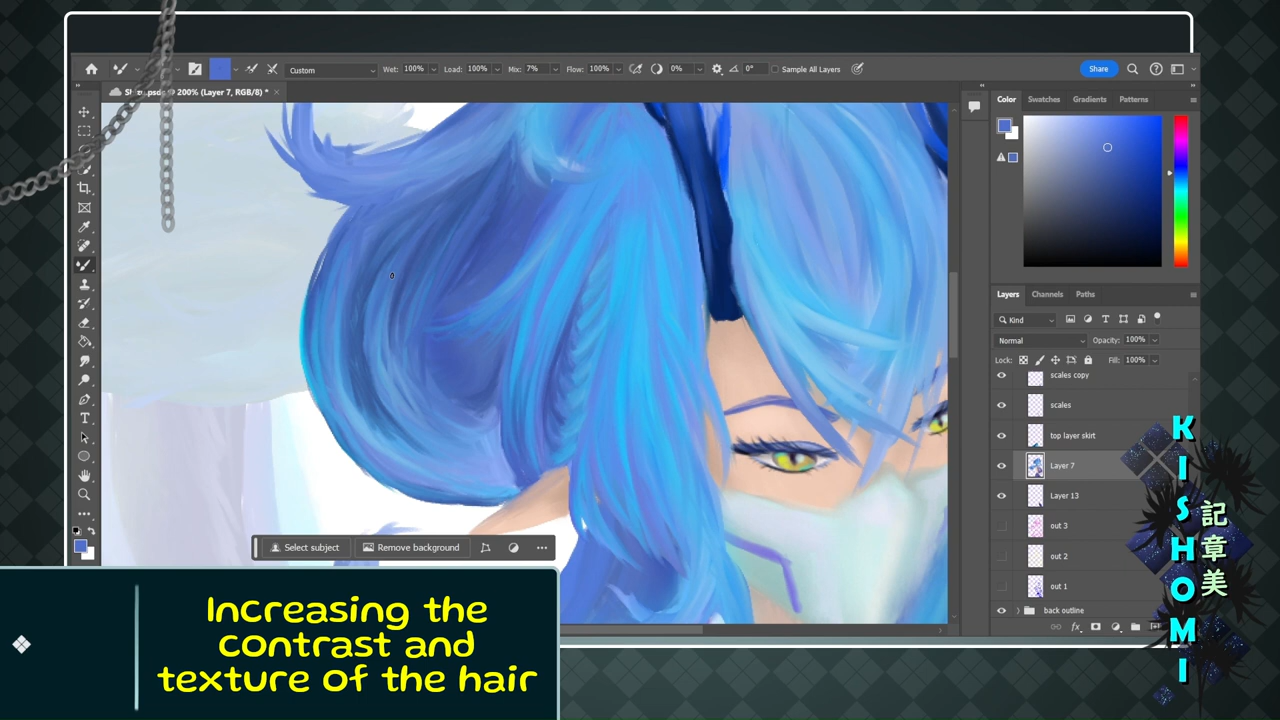 Custom
Wet: 100%
Load: 100%
Mix: 7%
Flow: 100%
0%
0°
Sample All Layers
Share
@ 200% (Layer 7, RGB/8) *
Color
Swatches
Gradients
Patterns
Layers
Channels
Paths
Kind
Normal
Opacity: 100%
Lock:
Fill: 100%
scales copy
scales
top layer skirt
Layer 7
Layer 13
out 3
out 2
out 1
back outline
Select subject
Remove background
Increasing the
contrast and
texture of the hair
KISHOMI
記章美